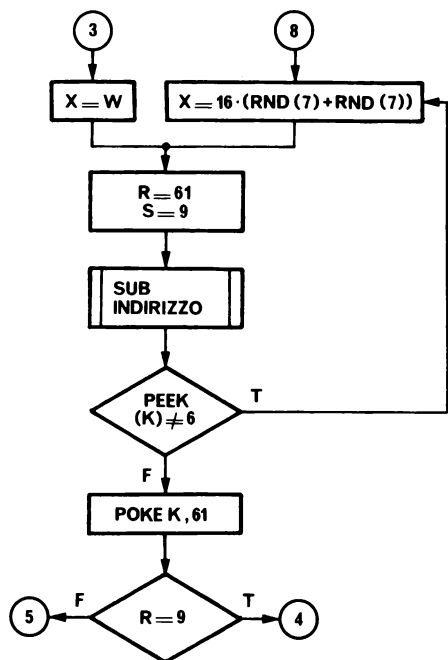 3
8
X = W
X = 16·(RND (7) + RND (7))
R = 61
S = 9
SUB
INDIRIZZO
PEEK
(K) ≠ 6
T
F
POKE K, 61
F
T
5
R = 9
4